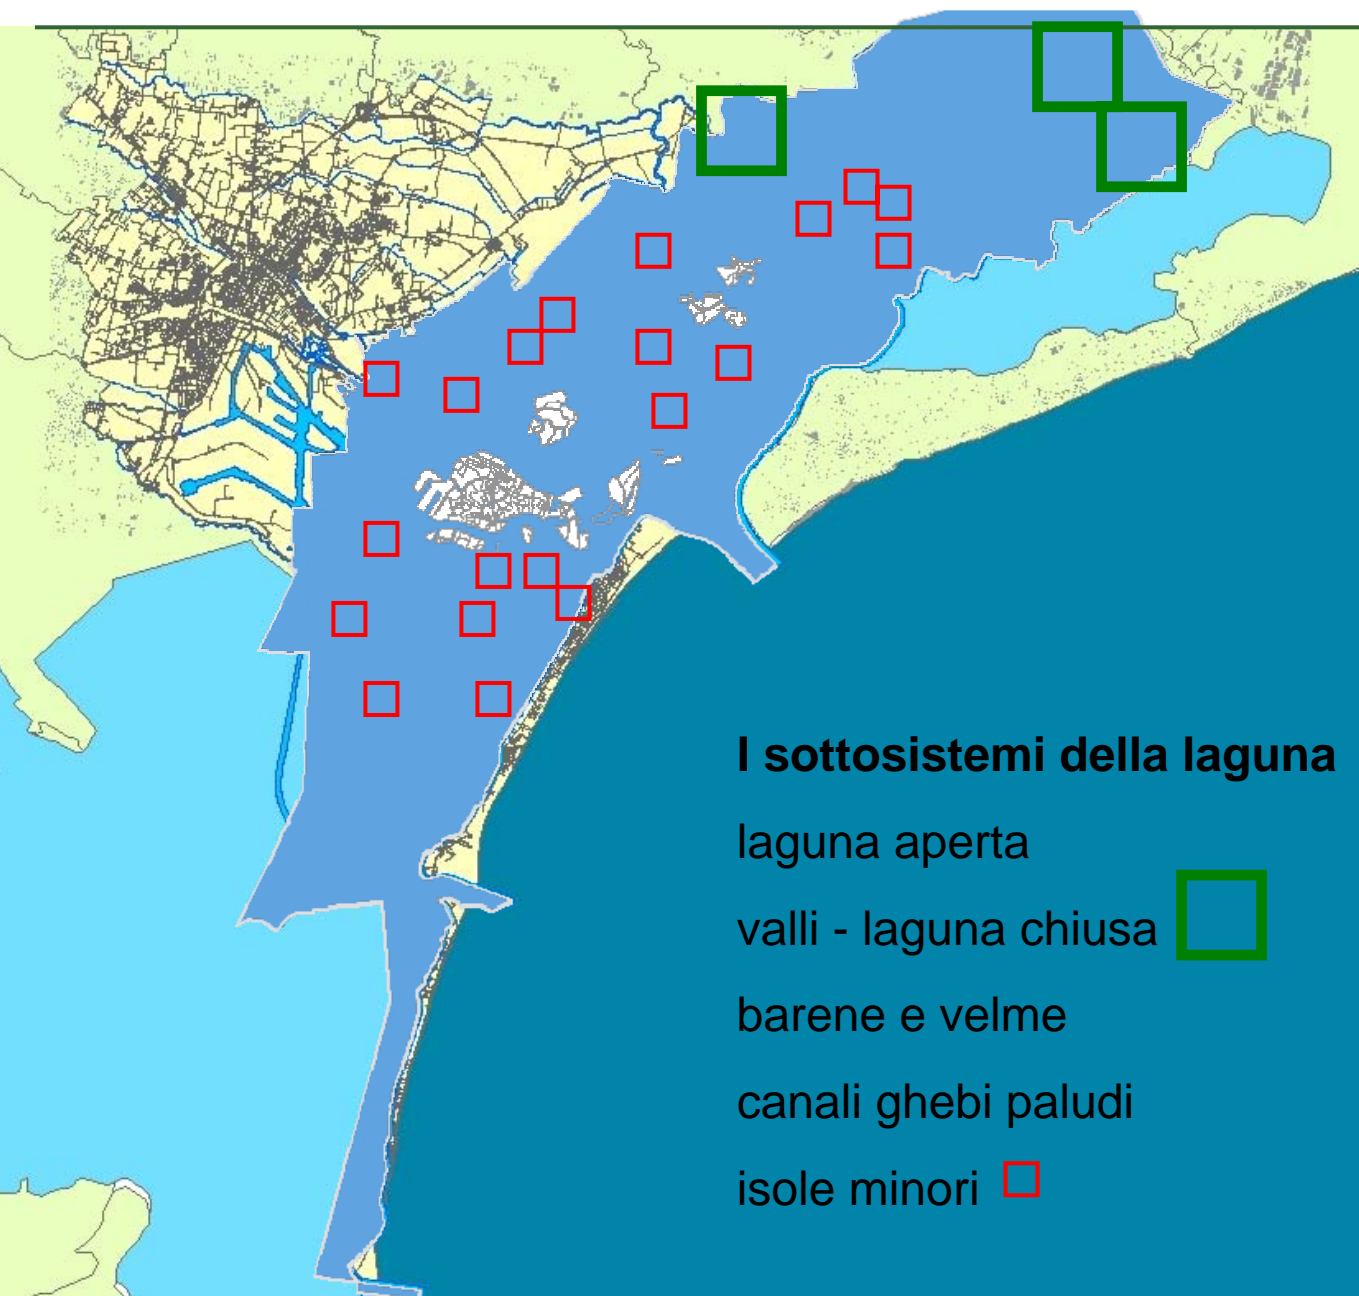 I sottosistemi della laguna
laguna aperta
valli - laguna chiusa
barene e velme
canali ghebi paludi
isole minori